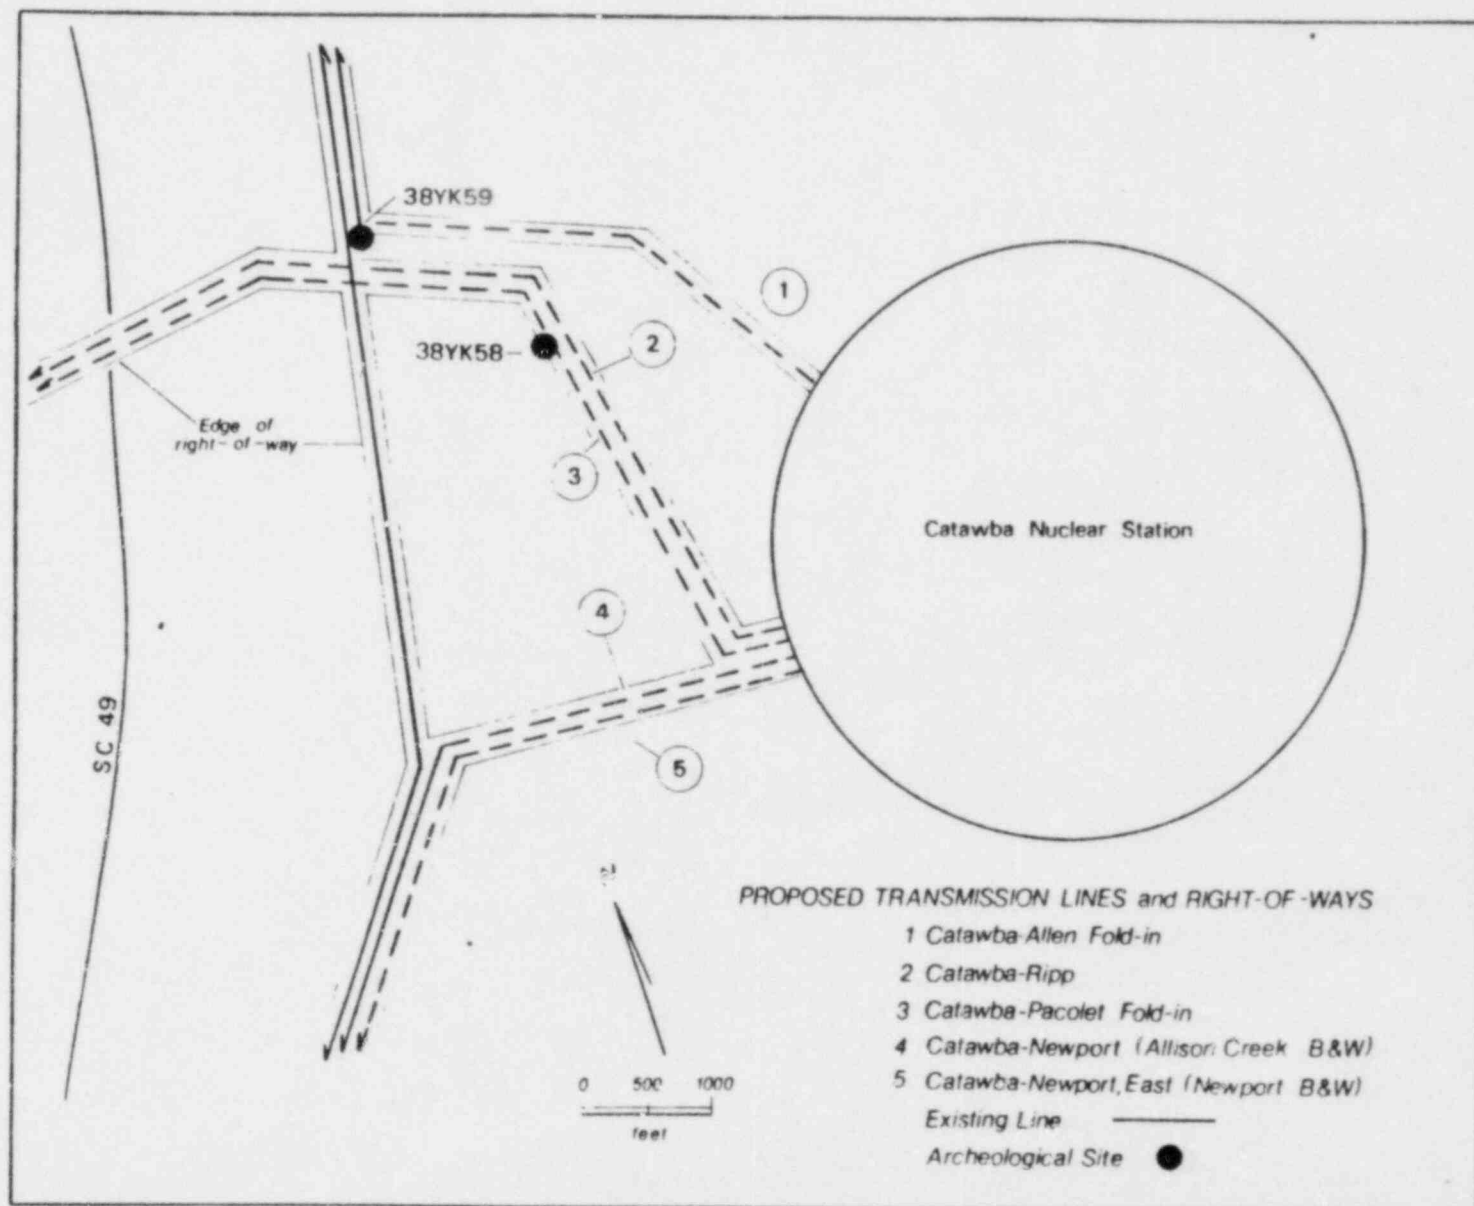 38YK59
1
38YK58
2
Edge of
right-of-way
3
Catawba Nuclear Station
4
SC 49
5
PROPOSED TRANSMISSION LINES and RIGHT-OF-WAYS
1 Catawba-Allen Fold-in
2 Catawba-Ripp
3 Catawba-Pacolet Fold-in
4 Catawba-Newport (Allison Creek B&W)
5 Catawba-Newport, East (Newport B&W)
0 500 1000
feet
Existing Line
Archeological Site